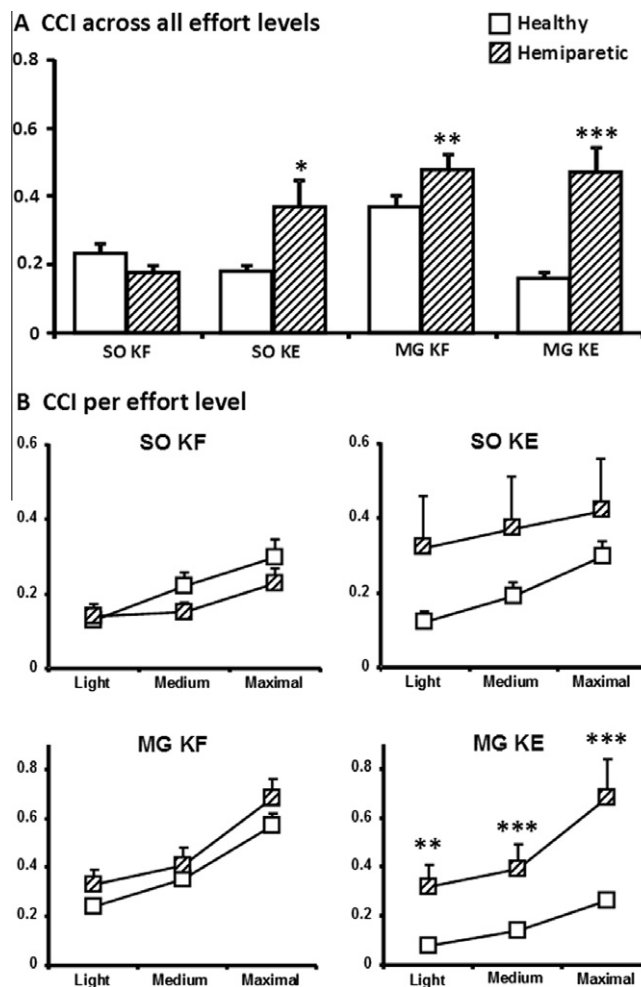 A CCI across all effort levels
Healthy
Hemiparetic
0.8
0.6
0.4
0.2
0
*
**
***
SO KF SO KE MG KF MG KE
B CCI per effort level
SO KF
0.6
0.4
0.2
0
Light Medium Maximal
SO KE
0.6
0.4
0.2
0
Light Medium Maximal
MG KF
0.8
0.6
0.4
0.2
0
Light Medium Maximal
MG KE
0.8
0.6
0.4
0.2
0
**
***
***
Light Medium Maximal